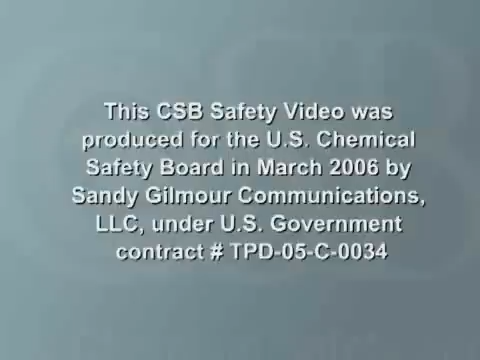 This CSB Safety Video was
produced for the U.S. Chemical
Safety Board in March 2006 by
Sandy Gilmour Communications,
LLC, under U.S. Government
contract # TPD-05-C-0034